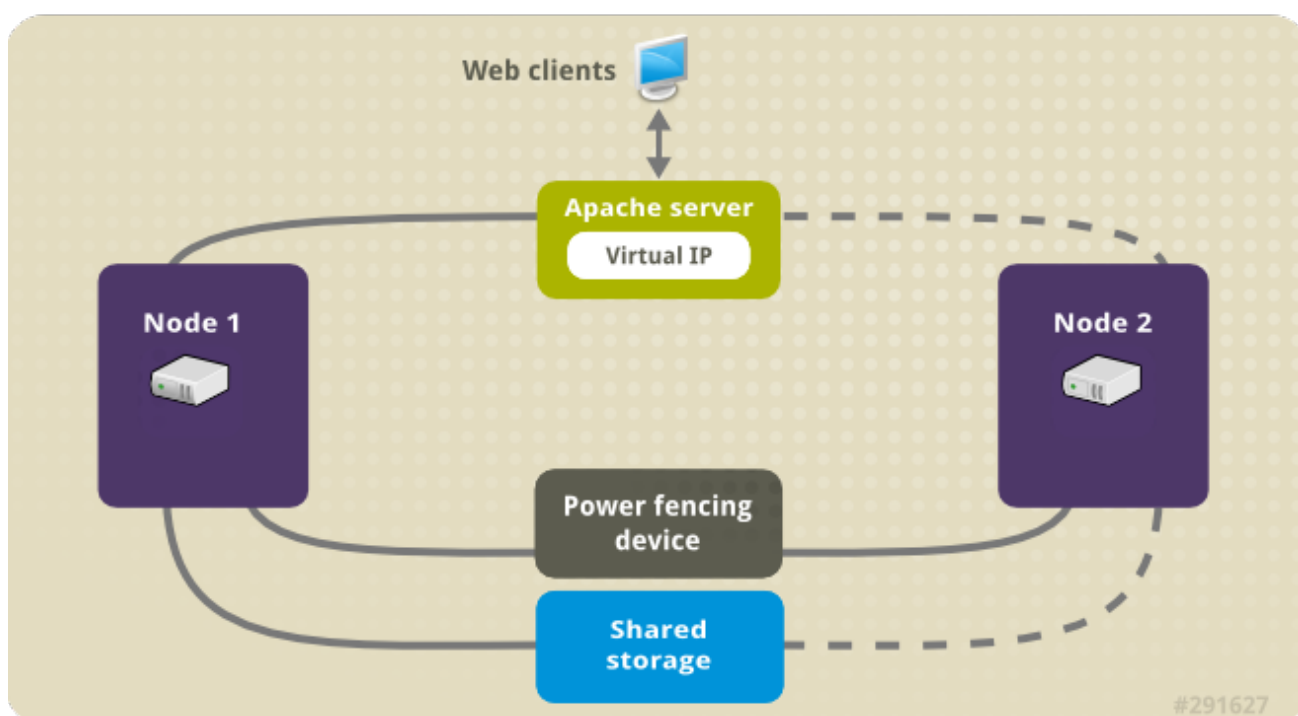 Web clients
Apache server
Virtual IP
Node 1
Node 2
Power fencing
device
Shared
storage
#291627